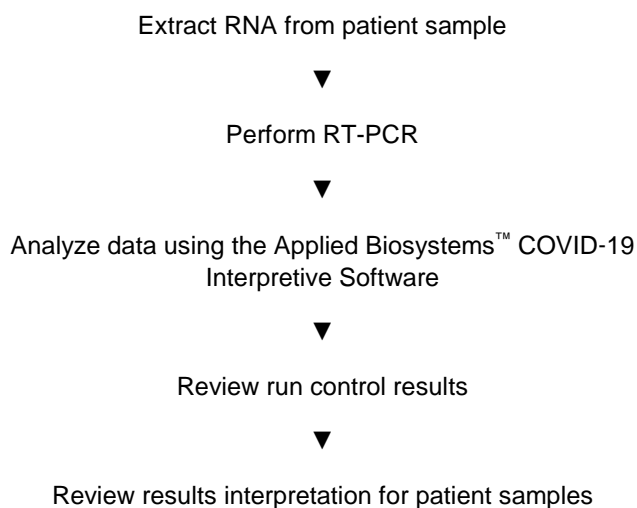 Extract RNA from patient sample
▼
Perform RT-PCR
▼
Analyze data using the Applied Biosystems™ COVID-19
Interpretive Software
▼
Review run control results
▼
Review results interpretation for patient samples